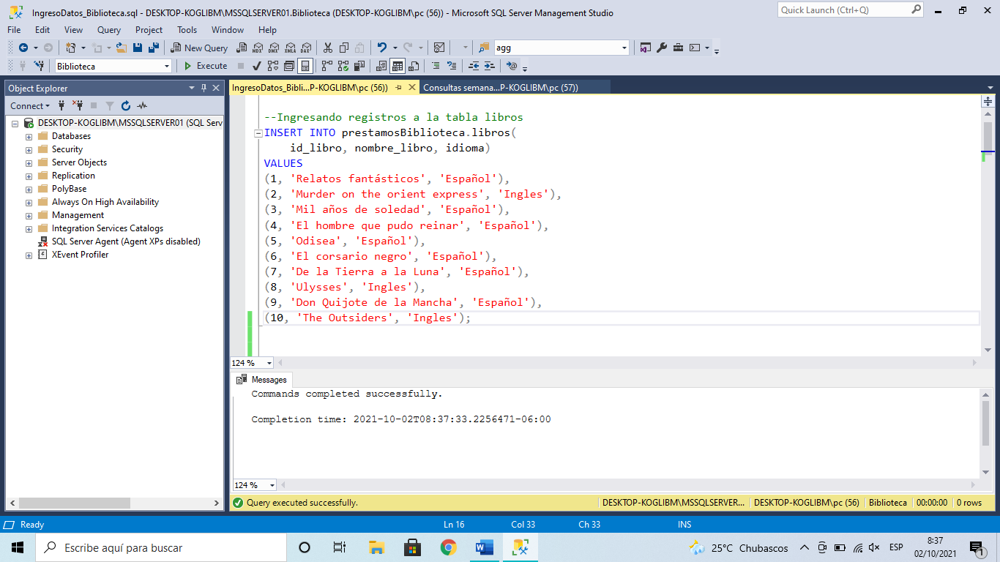 IngresoDatos_Biblioteca.sql - DESKTOP-KOGLIBM\MSSQLSERVER01.Biblioteca (DESKTOP-KOGLIBM\pc (56)) - Microsoft SQL Server Management Studio
Quick Launch (Ctrl+Q)
File Edit View Query Project Tools Window Help
New Query MDX DMX XMLA DAX agg
Biblioteca Execute
Object Explorer
Connect
DESKTOP-KOGLIBM\MSSQLSERVER01 (SQL Serv
Databases
Security
Server Objects
Replication
PolyBase
Always On High Availability
Management
Integration Services Catalogs
SQL Server Agent (Agent XPs disabled)
XEvent Profiler
IngresoDatos_Bibli...P-KOGLIBM\pc (56)) Consultas semana...P-KOGLIBM\pc (57))
--Ingresando registros a la tabla libros
INSERT INTO prestamosBiblioteca.libros(
id_libro, nombre_libro, idioma)
VALUES
(1, 'Relatos fantásticos', 'Español'),
(2, 'Murder on the orient express', 'Ingles'),
(3, 'Mil años de soledad', 'Español'),
(4, 'El hombre que pudo reinar', 'Español'),
(5, 'Odisea', 'Español'),
(6, 'El corsario negro', 'Español'),
(7, 'De la Tierra a la Luna', 'Español'),
(8, 'Ulysses', 'Ingles'),
(9, 'Don Quijote de la Mancha', 'Español'),
(10, 'The Outsiders', 'Ingles');
124 %
Messages
Commands completed successfully.
Completion time: 2021-10-02T08:37:33.2256471-06:00
124 %
Query executed successfully. DESKTOP-KOGLIBM\MSSQLSERVER... DESKTOP-KOGLIBM\pc (56) Biblioteca 00:00:00 0 rows
Ready Ln 16 Col 33 Ch 33 INS
Escribe aquí para buscar
25°C Chubascos ESP
8:37
02/10/2021
1